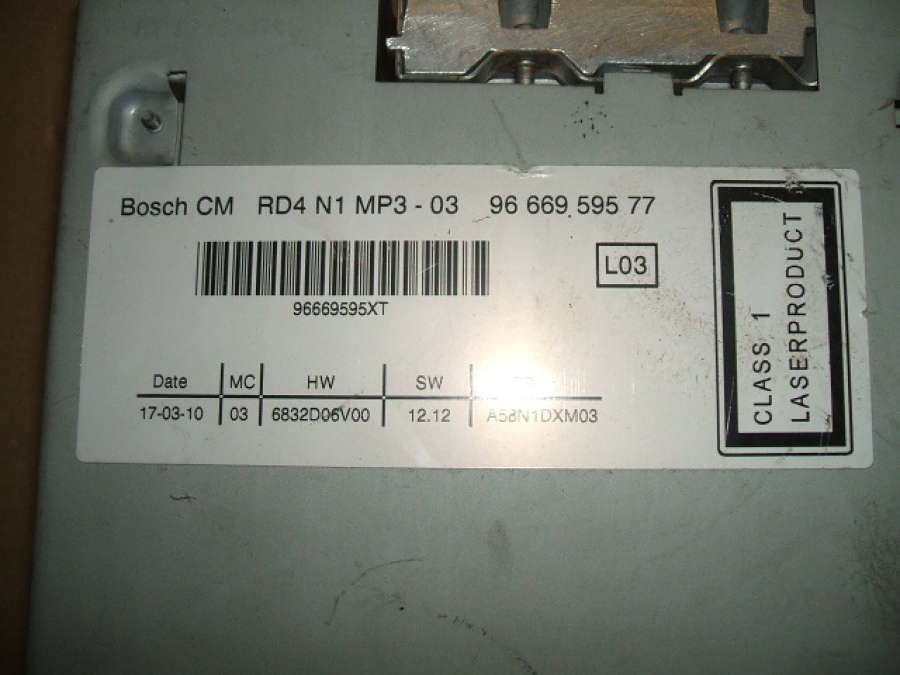 Bosch CM RD4 N1 MP3 - 03 96 669 595 77
96669595XT
L03
Date MC HW SW
17-03-10 03 6832D06V00 12.12 A58N1DXM03
CLASS 1
LASERPRODUCT